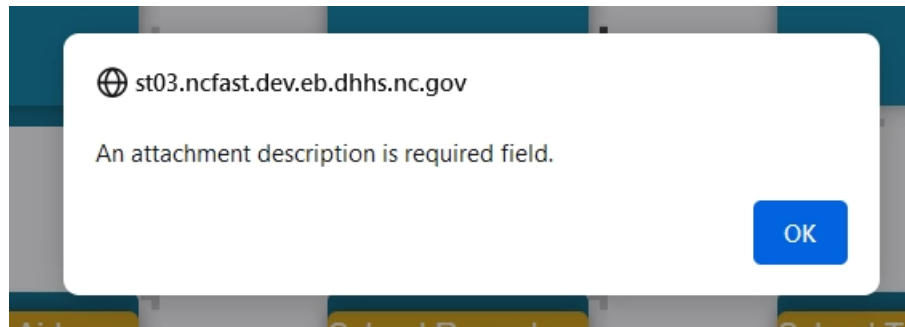 st03.ncfast.dev.eb.dhhs.nc.gov
An attachment description is required field.
OK